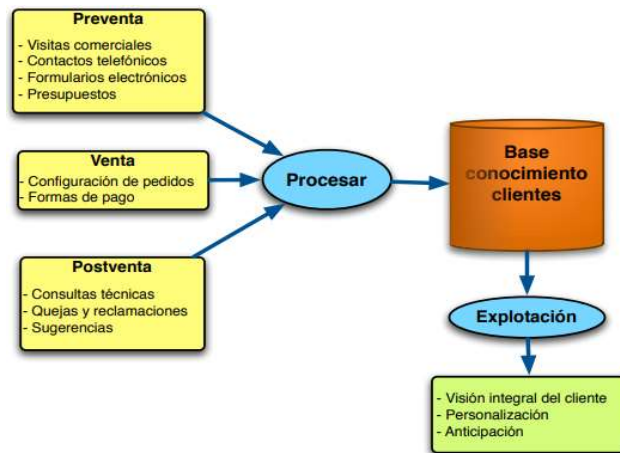 Preventa
- Visitas comerciales
- Contactos telefónicos
- Formularios electrónicos
- Presupuestos
Venta
- Configuración de pedidos
- Formas de pago
Postventa
- Consultas técnicas
- Quejas y reclamaciones
- Sugerencias
Procesar
Base
conocimiento
clientes
Explotación
- Visión integral del cliente
- Personalización
- Anticipación